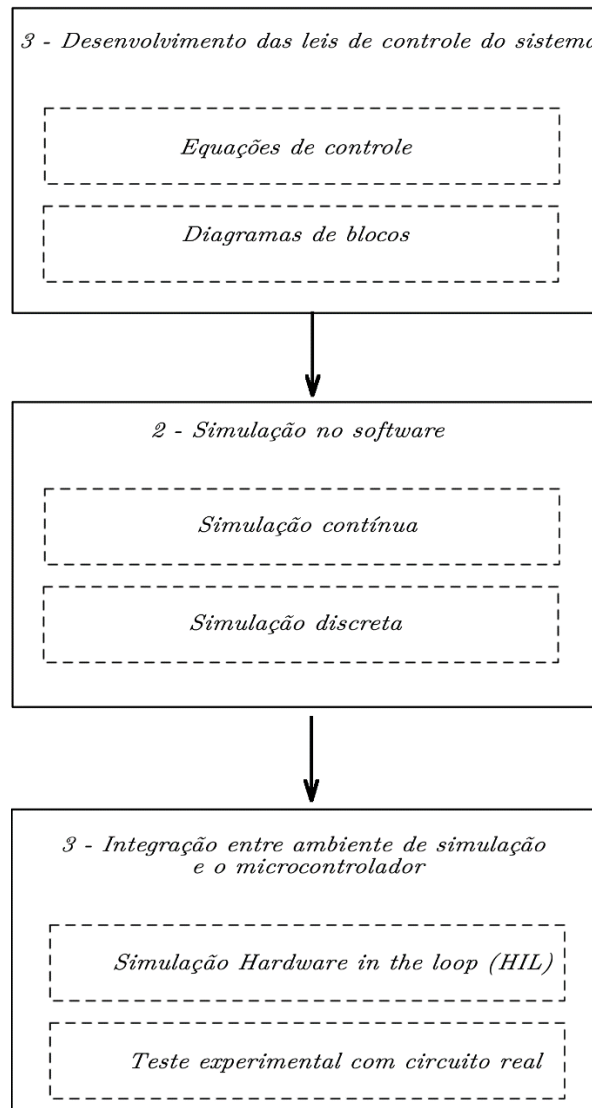 3 - Desenvolvimento das leis de controle do sistema
Equações de controle
Diagramas de blocos
2 - Simulação no software
Simulação contínua
Simulação discreta
3 - Integração entre ambiente de simulação
e o microcontrolador
Simulação Hardware in the loop (HIL)
Teste experimental com circuito real